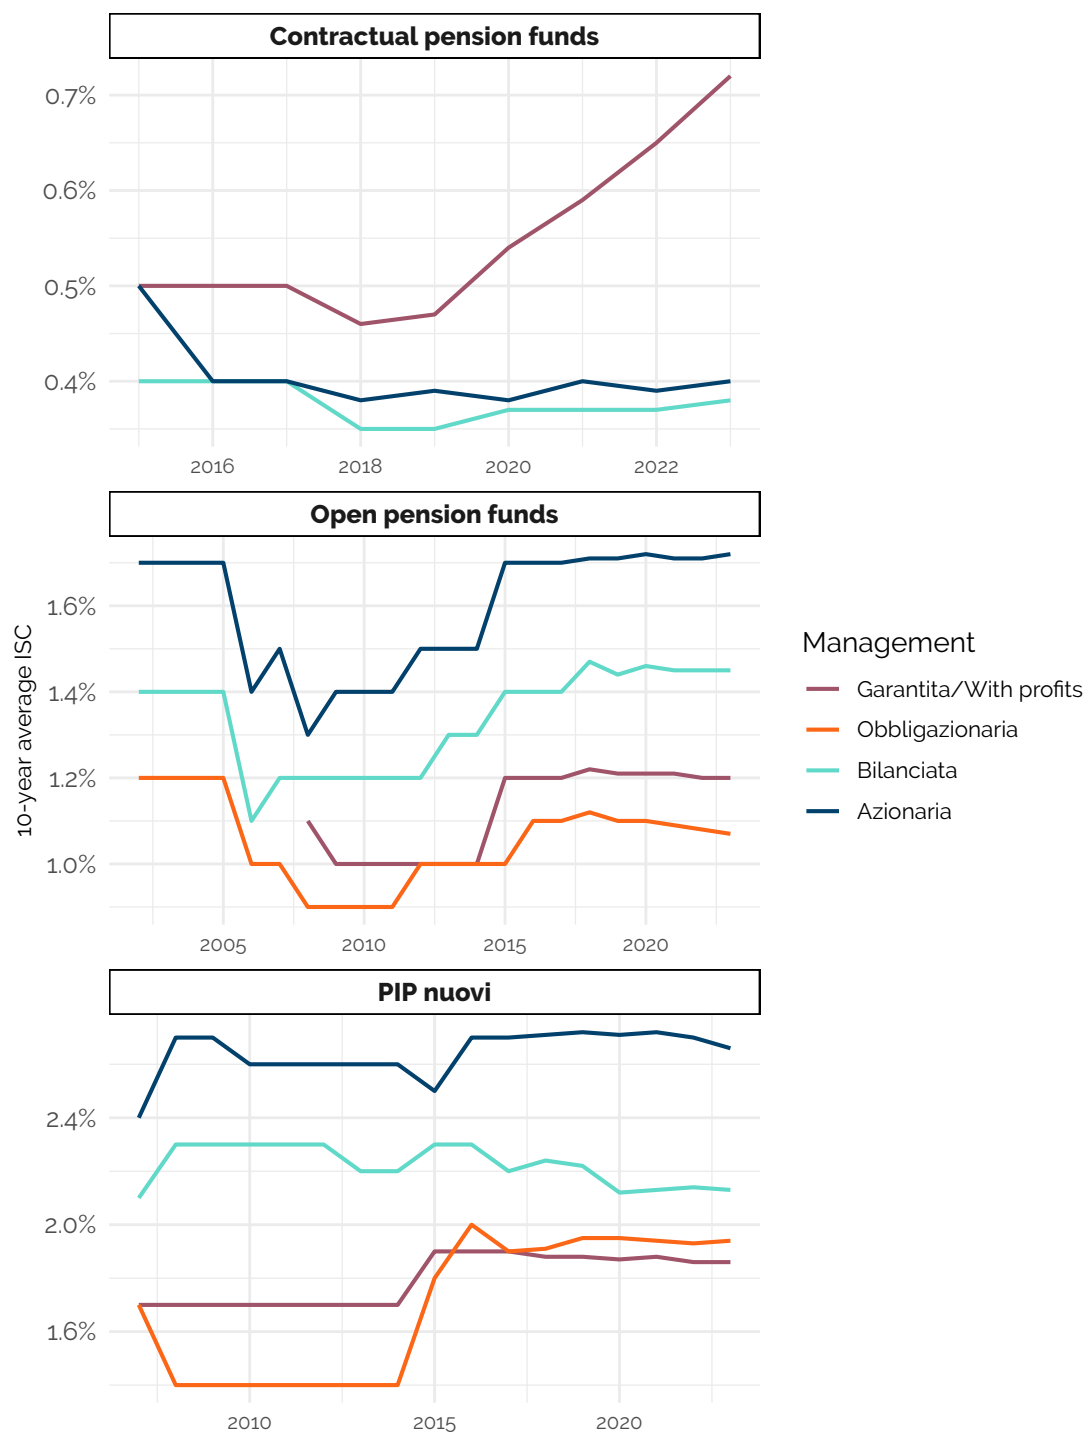 Contractual pension funds
0.7%
0.6%
0.5%
0.4%
2016 2018 2020 2022
Open pension funds
10-year average ISC
1.6%
1.4%
1.2%
1.0%
2005 2010 2015 2020
PIP nuovi
2.4%
2.0%
1.6%
2010 2015 2020
Management
Garantita/With profits
Obbligazionaria
Bilanciata
Azionaria